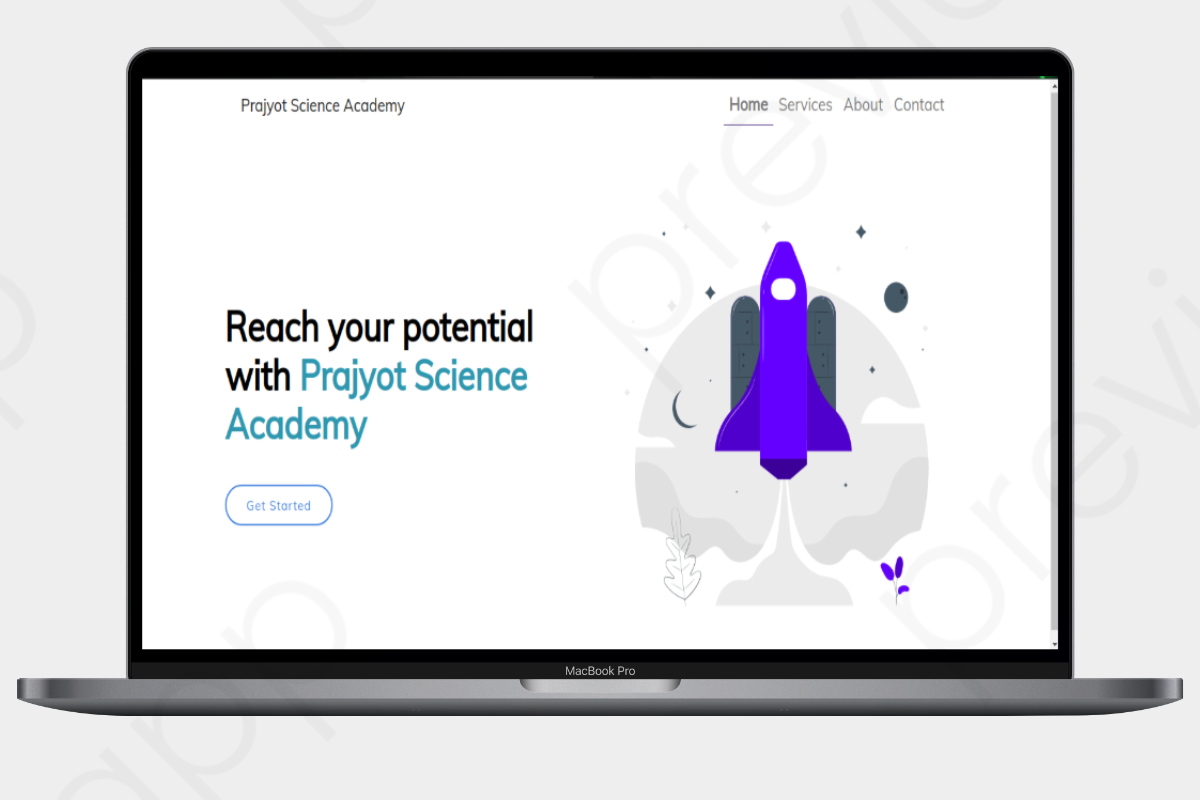 Prajyot Science Academy
Home Services About Contact
Reach your potential
with Prajyot Science
Academy
Get Started
MacBook Pro
app preview